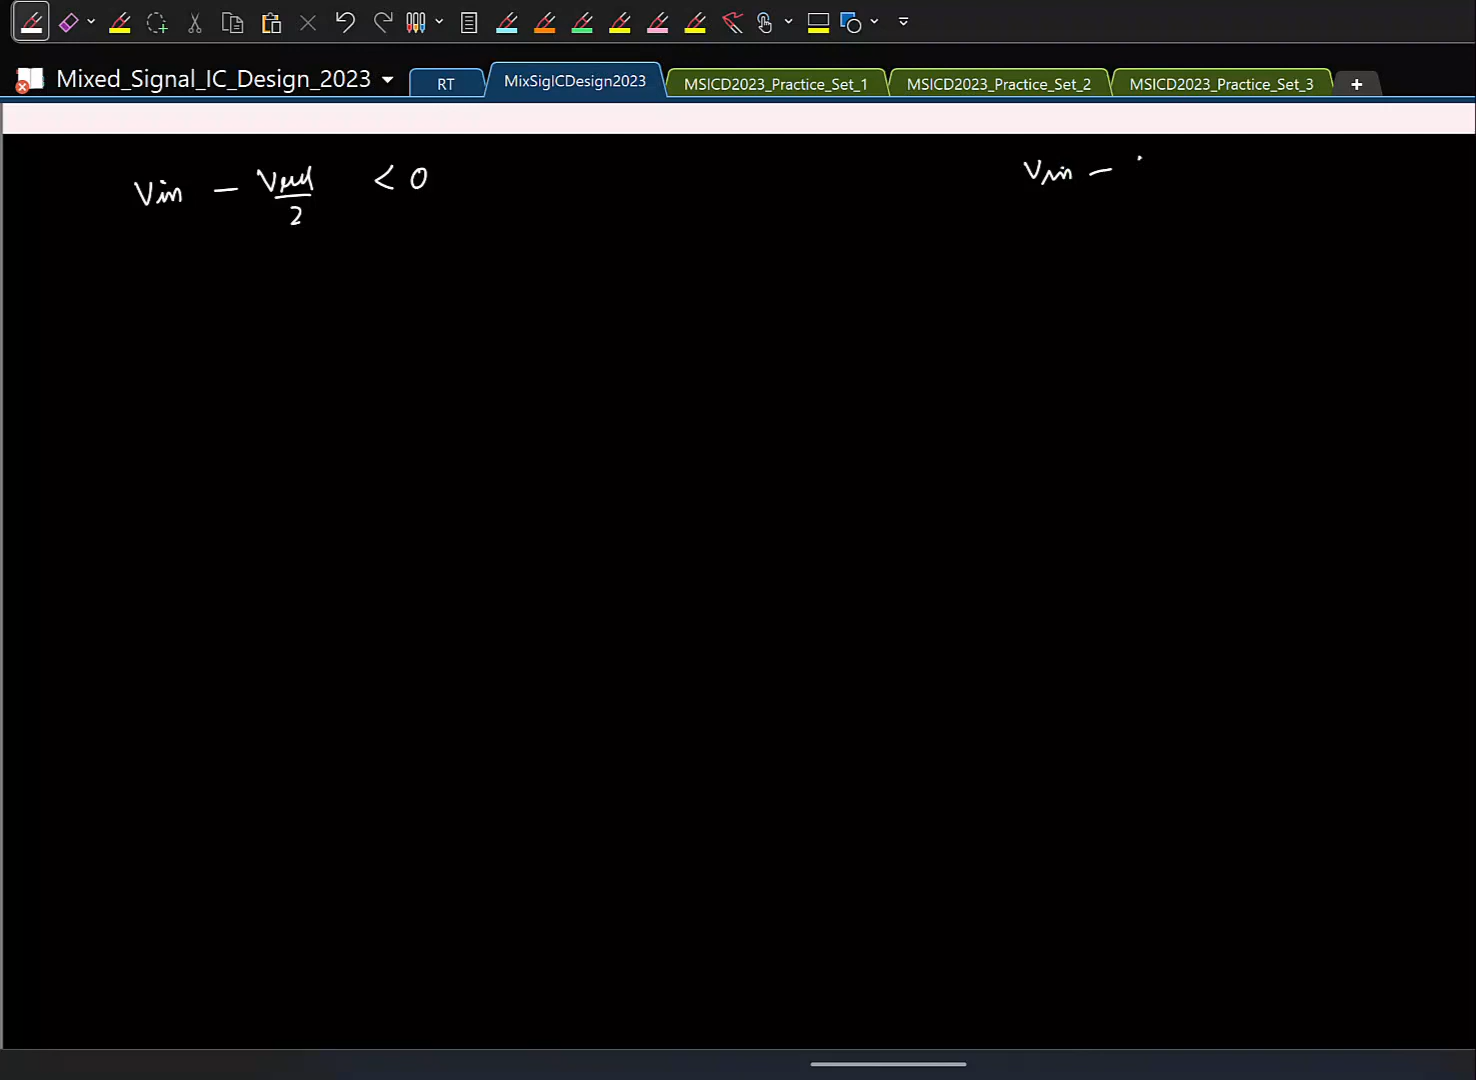 Mixed_Signal_IC_Design_2023
RT
MixSigICDesign2023
MSICD2023_Practice_Set_1
MSICD2023_Practice_Set_2
MSICD2023_Practice_Set_3
+
Vin - Vref/2 < 0
Vin -